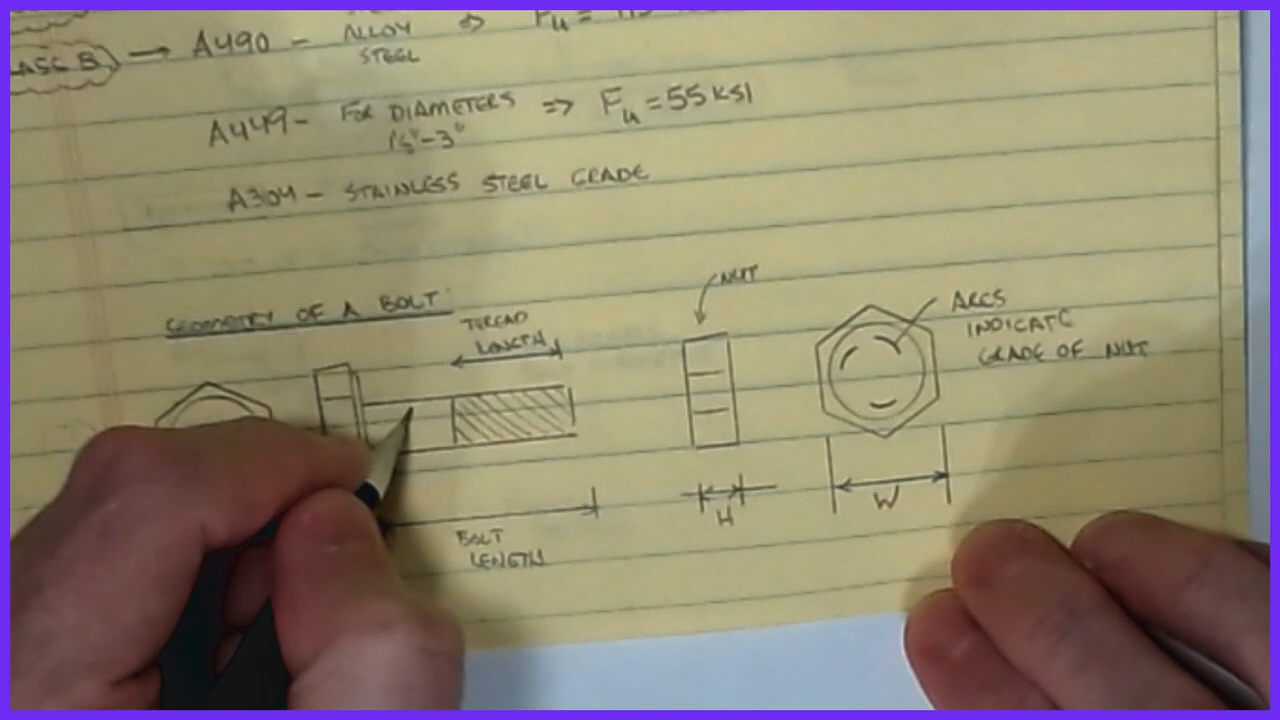 ASS B → A490 - ALLOY ⇒ Fu =
STEEL
A449 - FOR DIAMETERS ⇒ Fu = 55 KSI
1½" - 3"
A304 - STAINLESS STEEL GRADE
GEOMETRY OF A BOLT
THREAD
LENGTH
NUT
ARCS
INDICATE
GRADE OF NUT
BOLT
LENGTH
H
W